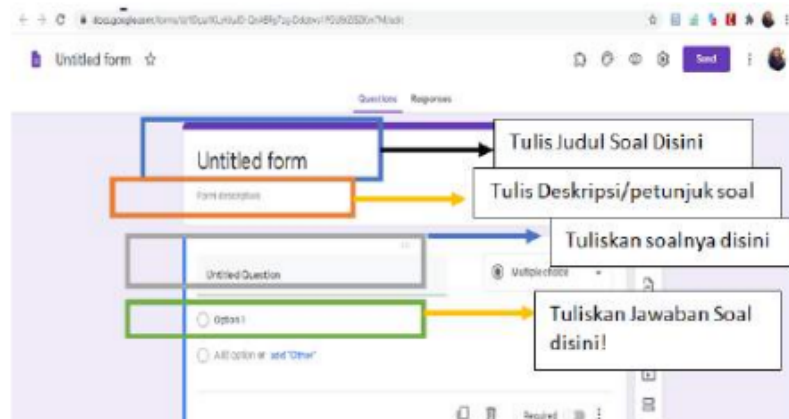 Untitled form
Send
Questions Responses
Untitled form
Tulis Judul Soal Disini
Form description
Tulis Deskripsi/petunjuk soal
Tuliskan soalnya disini
Untitled Question
Multiple choice
Option 1
Tuliskan Jawaban Soal
disini!
Add option or add "Other"
Required